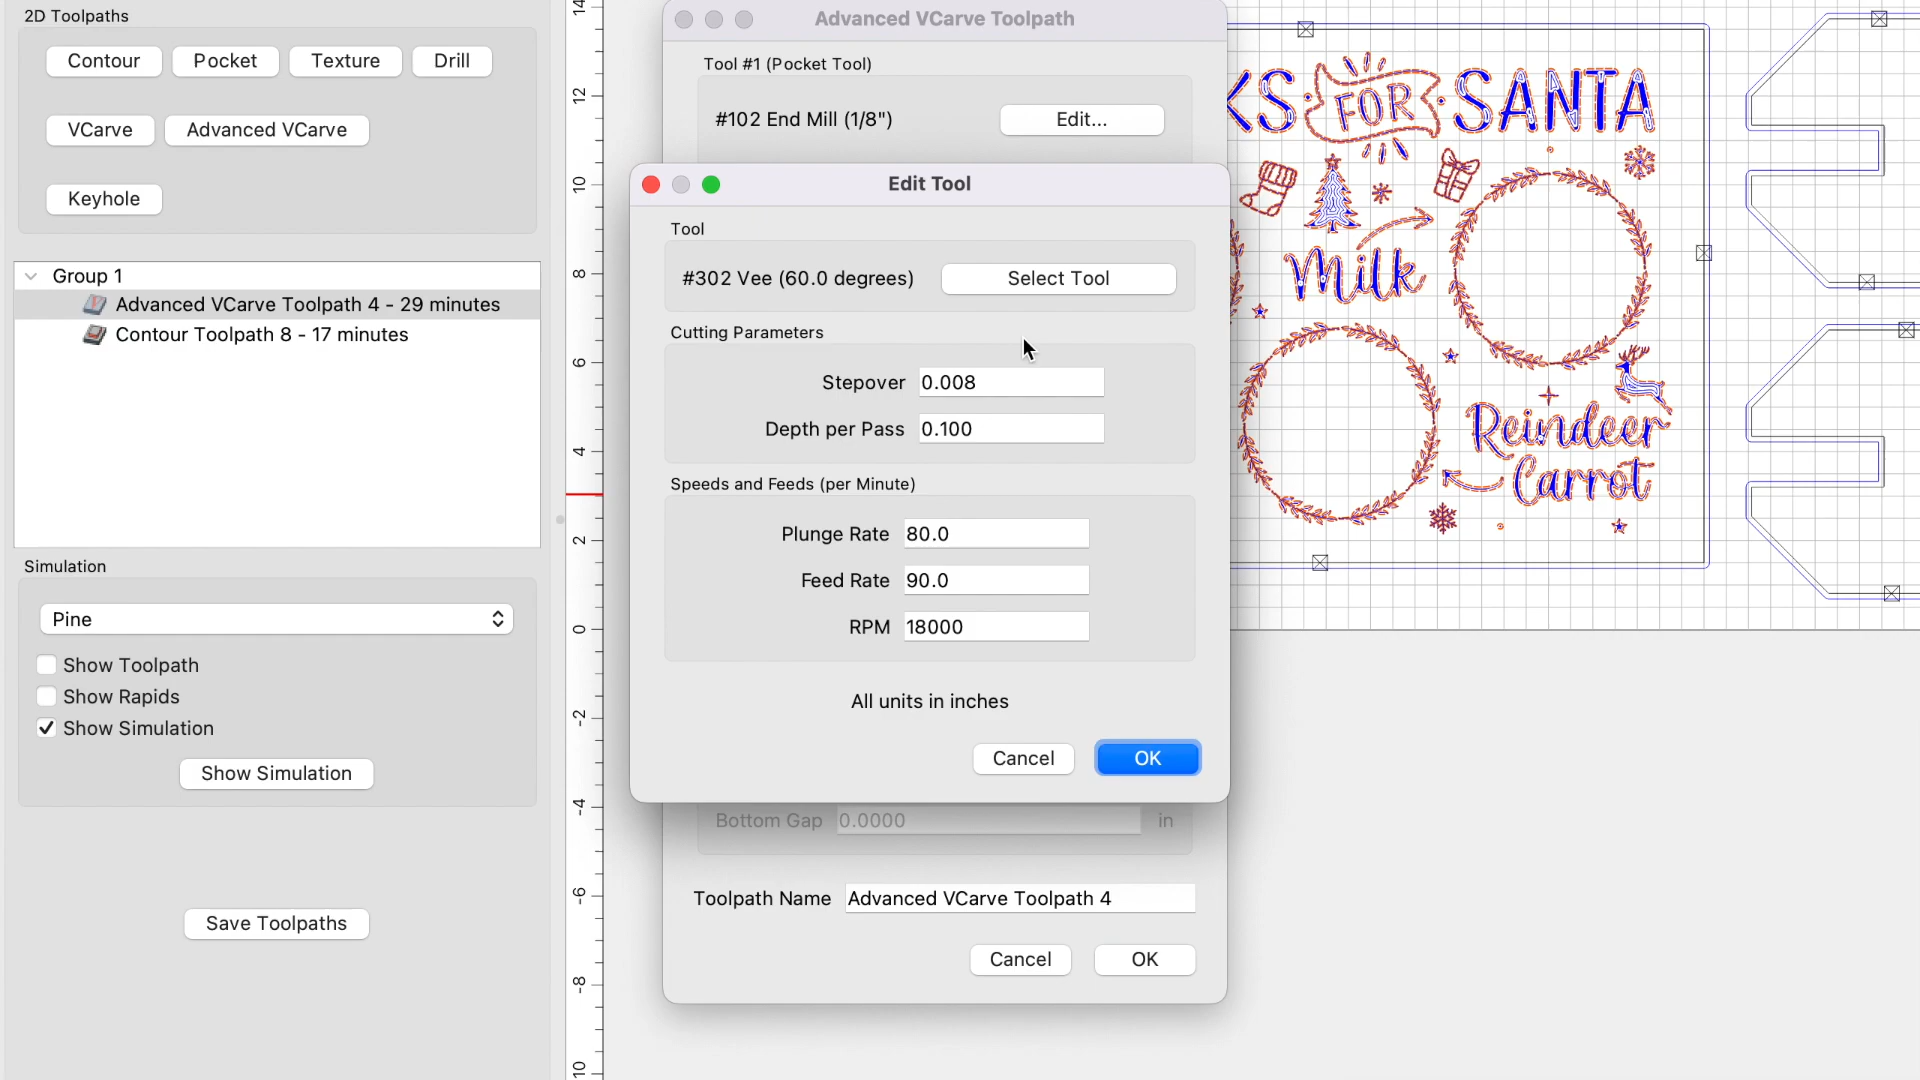 2D Toolpaths
Contour
Pocket
Texture
Drill
VCarve
Advanced VCarve
Keyhole
Group 1
Advanced VCarve Toolpath 4 - 29 minutes
Contour Toolpath 8 - 17 minutes
Simulation
Pine
Show Toolpath
Show Rapids
Show Simulation
Show Simulation
Save Toolpaths
14
12
10
8
6
4
2
0
-2
-4
-6
-8
10
Advanced VCarve Toolpath
Tool #1 (Pocket Tool)
#102 End Mill (1/8")
Edit...
Edit Tool
Tool
#302 Vee (60.0 degrees)
Select Tool
Cutting Parameters
Stepover 0.008
Depth per Pass 0.100
Speeds and Feeds (per Minute)
Plunge Rate 80.0
Feed Rate 90.0
RPM 18000
All units in inches
Cancel
OK
Bottom Gap 0.0000 in
Toolpath Name Advanced VCarve Toolpath 4
Cancel
OK
KS FOR SANTA
Milk
Reindeer
Carrot